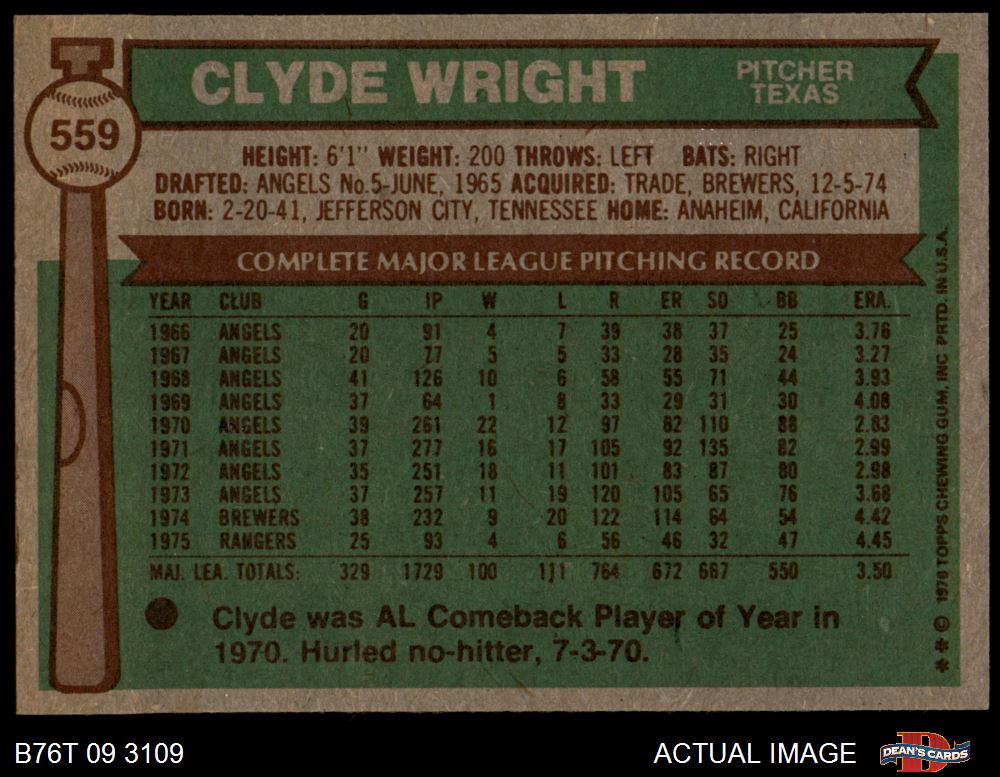 CLYDE WRIGHT
PITCHER
TEXAS
559
HEIGHT: 6'1" WEIGHT: 200 THROWS: LEFT BATS: RIGHT
DRAFTED: ANGELS No.5-JUNE, 1965 ACQUIRED: TRADE, BREWERS, 12-5-74
BORN: 2-20-41, JEFFERSON CITY, TENNESSEE HOME: ANAHEIM, CALIFORNIA
COMPLETE MAJOR LEAGUE PITCHING RECORD
YEAR CLUB G IP W L R ER SO BB ERA.
1966 ANGELS 20 91 4 7 39 38 37 25 3.76
1967 ANGELS 20 77 5 5 33 28 35 24 3.27
1968 ANGELS 41 126 10 6 58 55 71 44 3.93
1969 ANGELS 37 64 1 8 33 29 31 30 4.08
1970 ANGELS 39 261 22 12 97 82 110 88 2.83
1971 ANGELS 37 277 16 17 105 92 135 82 2.99
1972 ANGELS 35 251 18 11 101 83 87 80 2.98
1973 ANGELS 37 257 11 19 120 105 65 76 3.68
1974 BREWERS 38 232 9 20 122 114 64 54 4.42
1975 RANGERS 25 93 4 6 56 46 32 47 4.45
MAJ. LEA. TOTALS: 329 1729 100 111 764 672 667 550 3.50
● Clyde was AL Comeback Player of Year in
1970. Hurled no-hitter, 7-3-70.
** © 1976 TOPPS CHEWING GUM, INC PRTD. IN U.S.A.
B76T 09 3109
ACTUAL IMAGE
D
DEAN'S CARDS